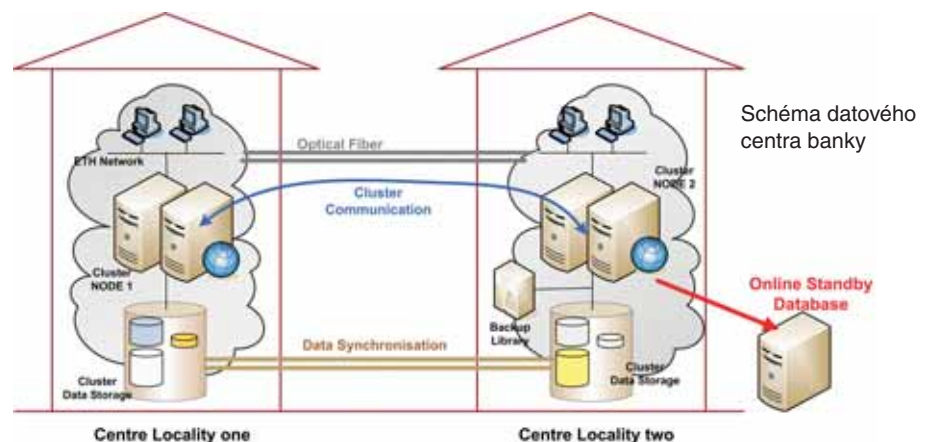 Schéma datového
centra banky
ETH Network
Optical Fiber
Cluster
NODE 2
Cluster
Communication
Cluster
NODE 1
Online Standby
Database
Backup
Library
Data Synchronisation
Cluster
Data Storage
Cluster
Data Storage
Centre Locality one
Centre Locality two